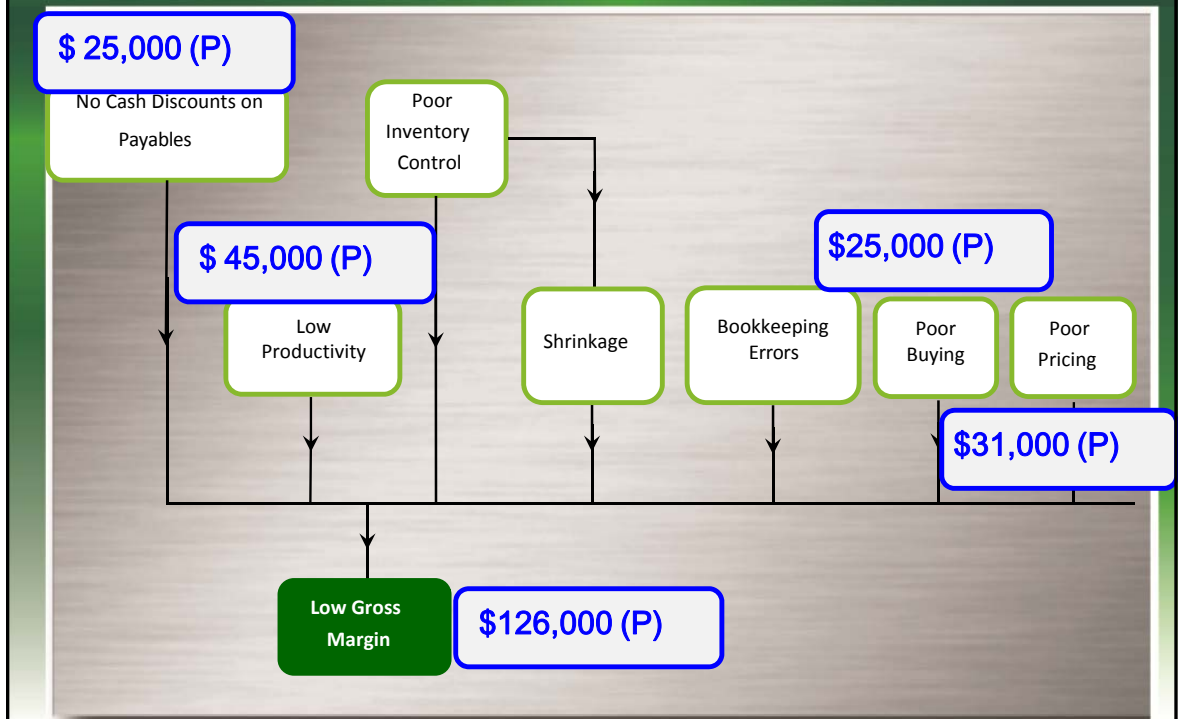 $ 25,000 (P)
No Cash Discounts on
Payables
Poor
Inventory
Control
$ 45,000 (P)
$25,000 (P)
Low
Productivity
Shrinkage
Bookkeeping
Errors
Poor
Buying
Poor
Pricing
$31,000 (P)
Low Gross
Margin
$126,000 (P)